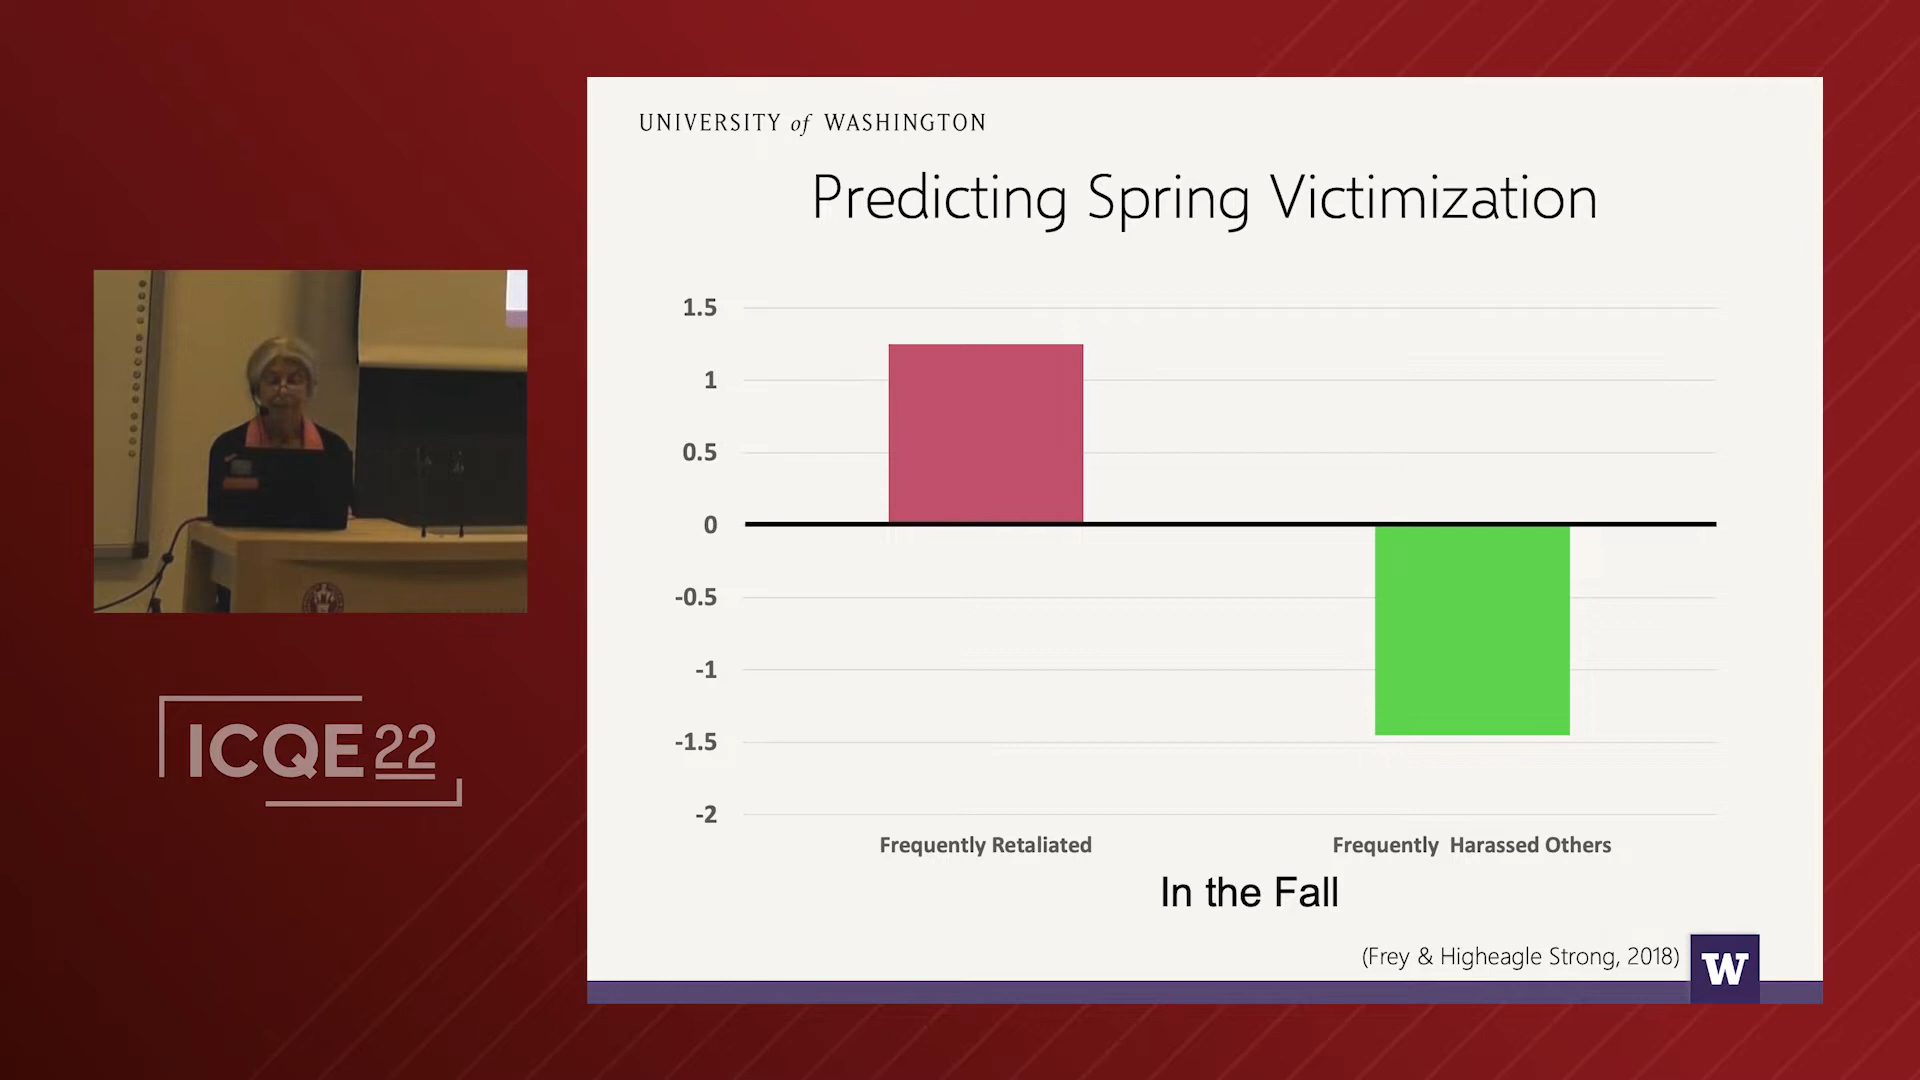 UNIVERSITY of WASHINGTON
Predicting Spring Victimization
1.5
1
0.5
0
-0.5
-1
-1.5
-2
Frequently Retaliated
Frequently Harassed Others
In the Fall
(Frey & Higheagle Strong, 2018)
W
ICQE22